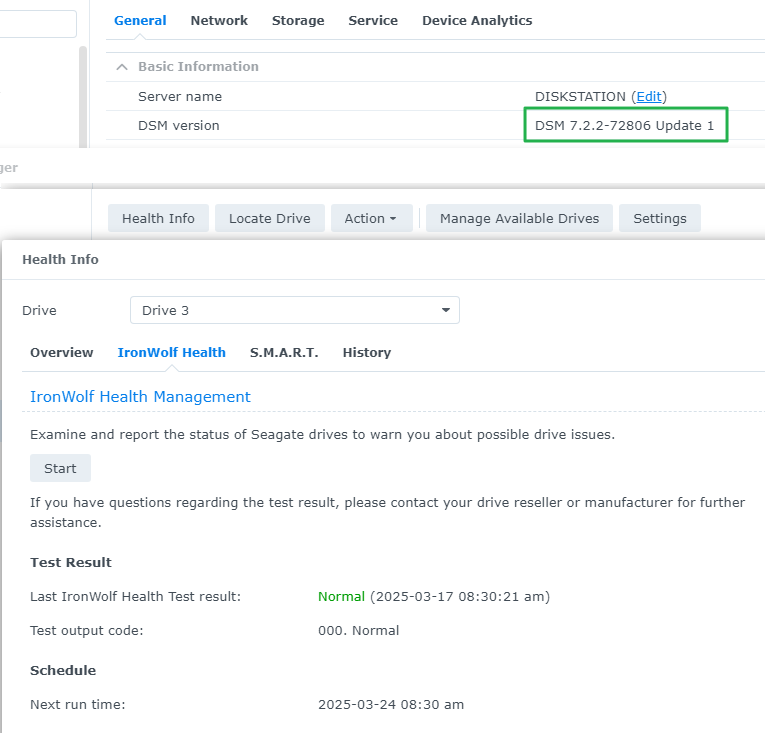 General Network Storage Service Device Analytics
Basic Information
Server name DISKSTATION (Edit)
DSM version DSM 7.2.2-72806 Update 1
ger
Health Info Locate Drive Action Manage Available Drives Settings
Health Info
Drive Drive 3
Overview IronWolf Health S.M.A.R.T. History
IronWolf Health Management
Examine and report the status of Seagate drives to warn you about possible drive issues.
Start
If you have questions regarding the test result, please contact your drive reseller or manufacturer for further
assistance.
Test Result
Last IronWolf Health Test result: Normal (2025-03-17 08:30:21 am)
Test output code: 000. Normal
Schedule
Next run time: 2025-03-24 08:30 am